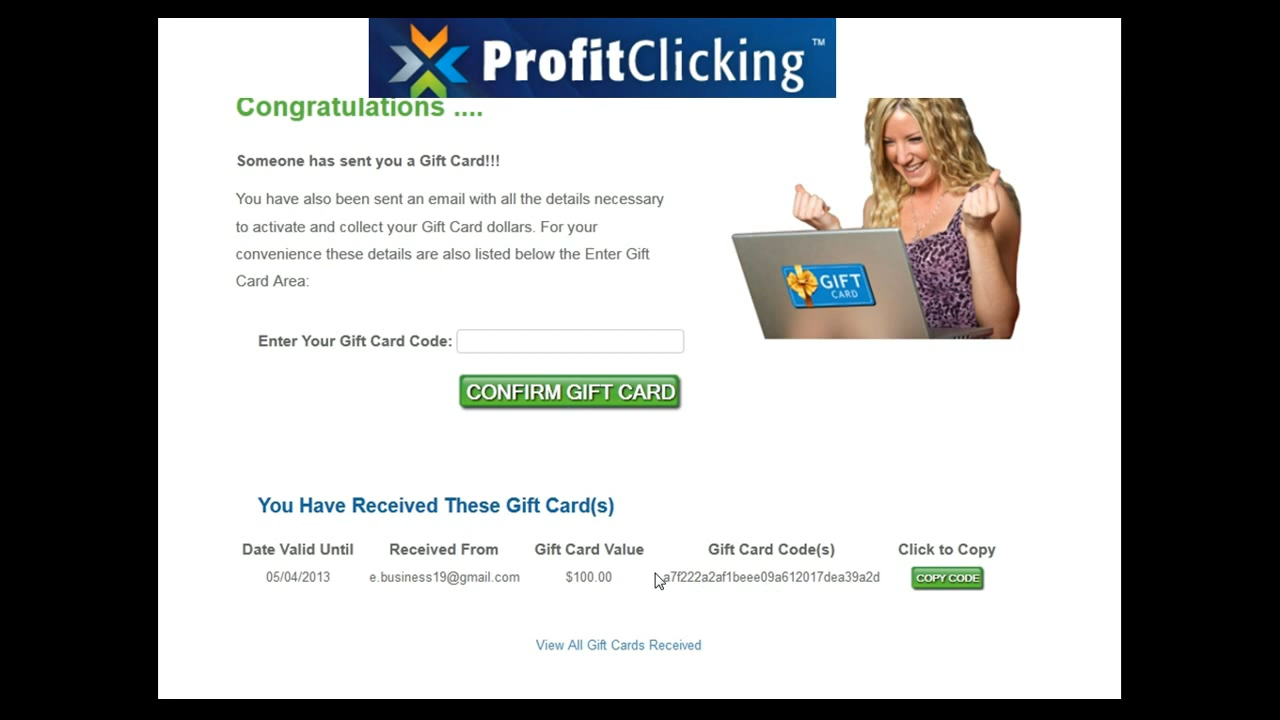 ProfitClicking™
Congratulations ....
Someone has sent you a Gift Card!!!
You have also been sent an email with all the details necessary
to activate and collect your Gift Card dollars. For your
convenience these details are also listed below the Enter Gift
Card Area:
GIFT
CARD
Enter Your Gift Card Code:
CONFIRM GIFT CARD
You Have Received These Gift Card(s)
Date Valid Until Received From Gift Card Value Gift Card Code(s) Click to Copy
05/04/2013 e.business19@gmail.com $100.00 a7f222a2af1beee09a612017dea39a2d COPY CODE
View All Gift Cards Received